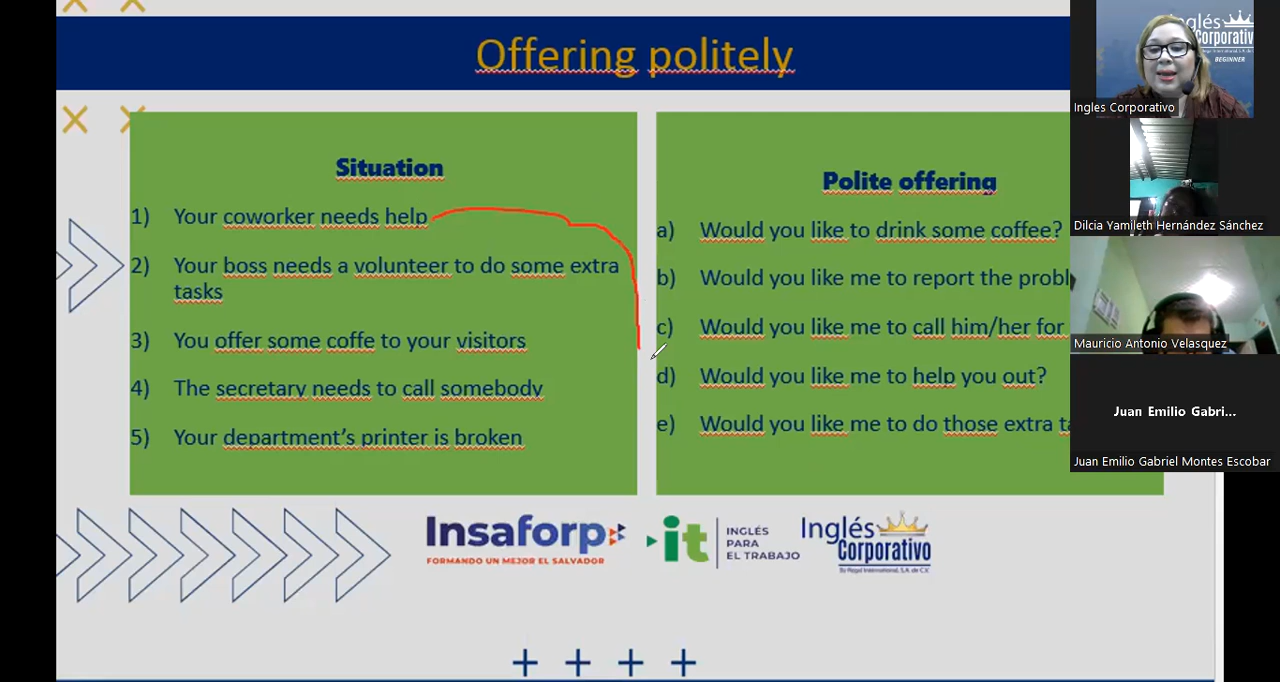 Offering politely
Situation
1) Your coworker needs help
2) Your boss needs a volunteer to do some extra
tasks
3) You offer some coffe to your visitors
4) The secretary needs to call somebody
5) Your department's printer is broken
Polite offering
a) Would you like to drink some coffee?
b) Would you like me to report the
c) Would you like me to call him/her for
d) Would you like me to help you out?
e) Would you like me to do those extra
Insaforp
FORMANDO UN MEJOR EL SALVADOR
it
INGLÉS
PARA
EL TRABAJO
Inglés
Corporativo
Inglés
Corporativo
BEGINNER
Ingles Corporativo
Dilcia Yamileth Hernández Sánchez
Mauricio Antonio Velasquez
Juan Emilio Gabri...
Juan Emilio Gabriel Montes Escobar